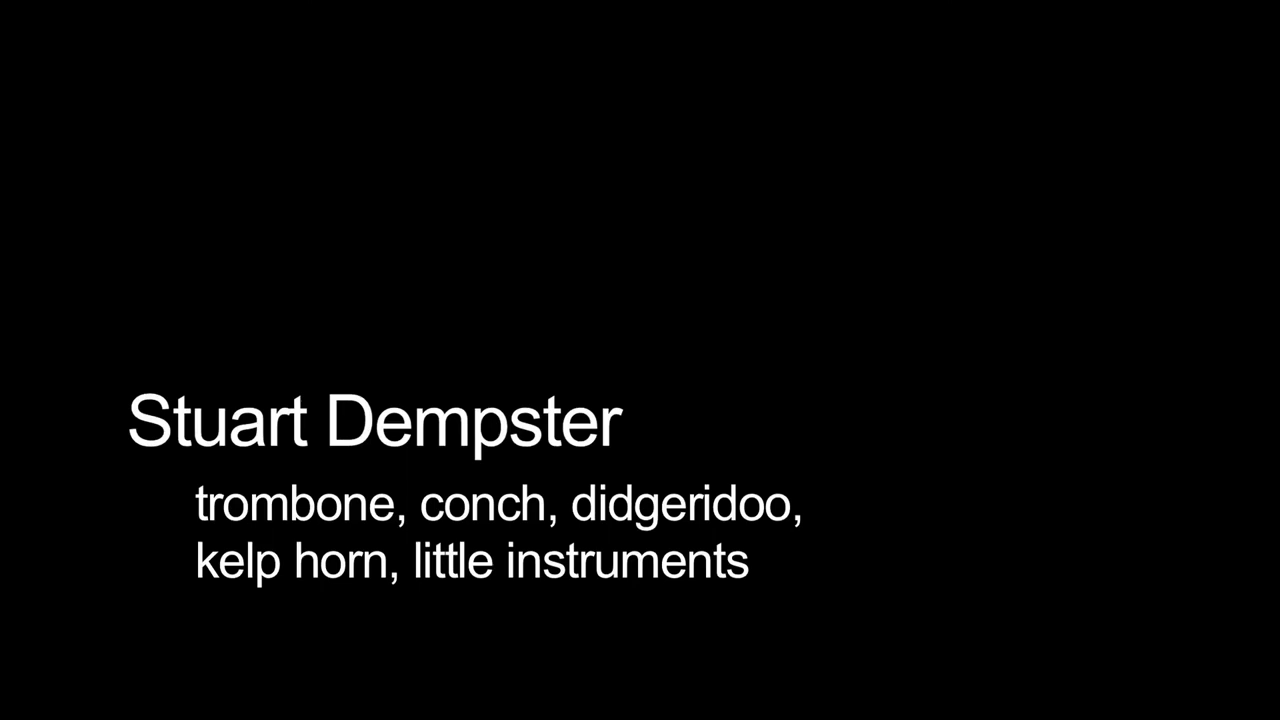 Stuart Dempster
trombone, conch, didgeridoo,
kelp horn, little instruments